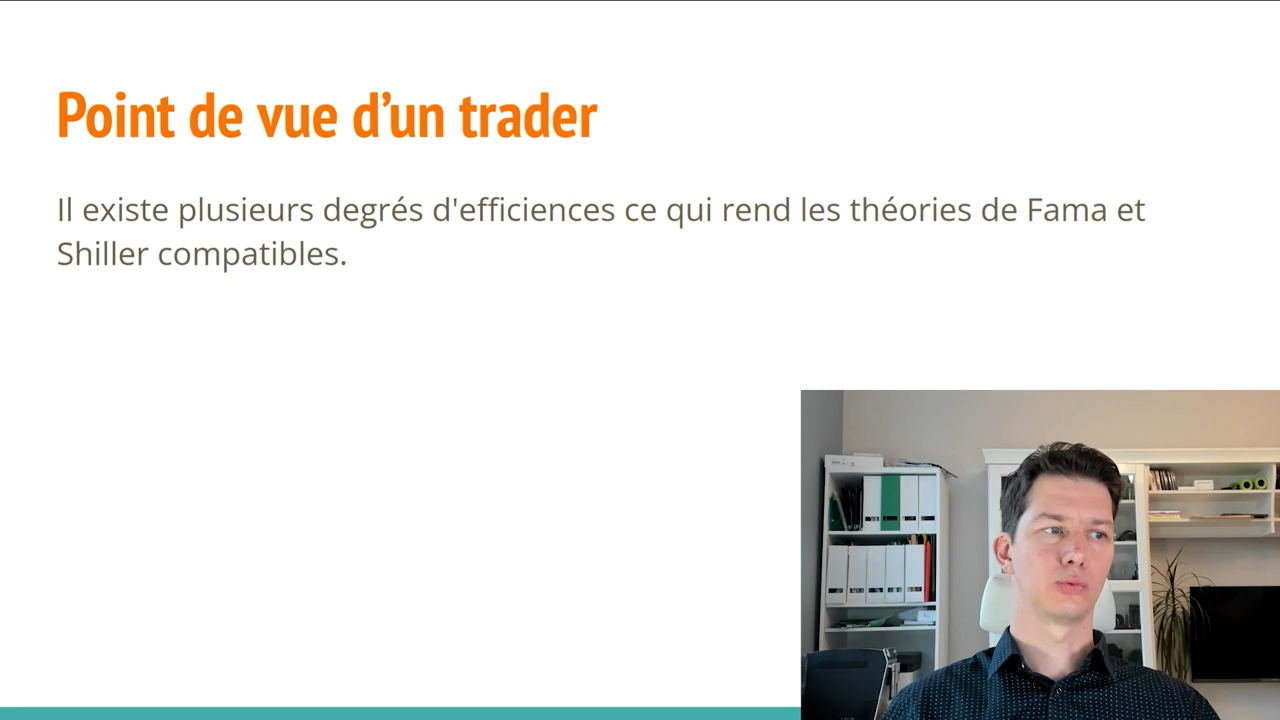 Point de vue d’un trader
Il existe plusieurs degrés d'efficiences ce qui rend les théories de Fama et
Shiller compatibles.